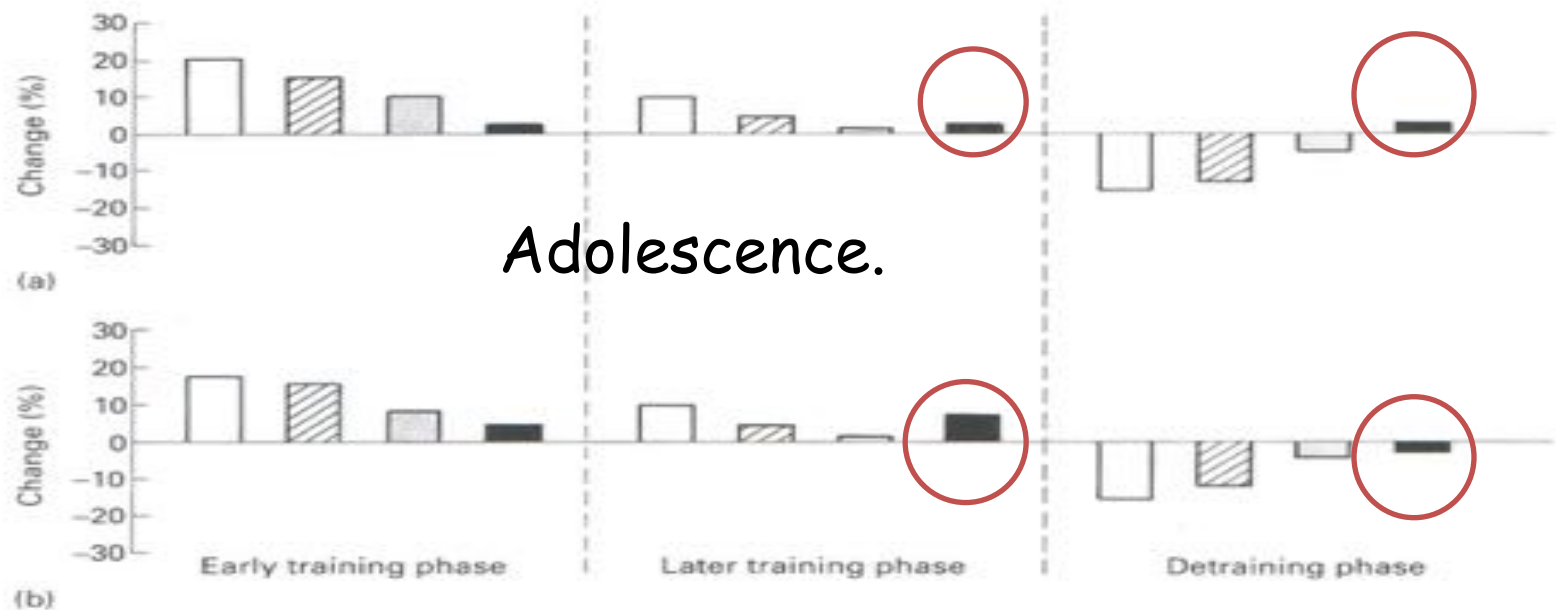 30
20
10
0
-10
-20
-30
Change (%)
(a)
Adolescence.
30
20
10
0
-10
-20
-30
Change (%)
Early training phase
Later training phase
Detraining phase
(b)